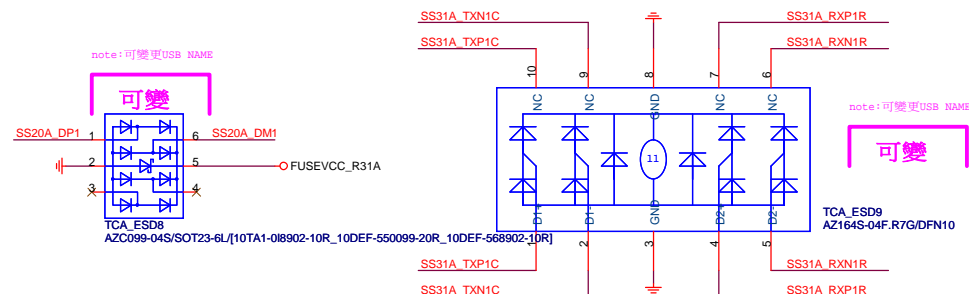 SS31A_TXN1C
SS31A_RXP1R
SS31A_TXP1C
SS31A_RXN1R
note:可變更USB NAME
可變
10
9
8
7
6
NC
NC
GND
NC
NC
note:可變更USB NAME
可變
SS20A_DP1
1
6
SS20A_DM1
2
5
FUSEVCC_R31A
3
4
11
D1+
D1-
GND
D2+
D2-
TCA_ESD8
AZC099-04S/SOT23-6L/[10TA1-0I8902-10R_10DEF-550099-20R_10DEF-568902-10R]
TCA_ESD9
AZ164S-04F.R7G/DFN10
1
2
3
4
5
SS31A_TXP1C
SS31A_RXN1R
SS31A_TXN1C
SS31A_RXP1R